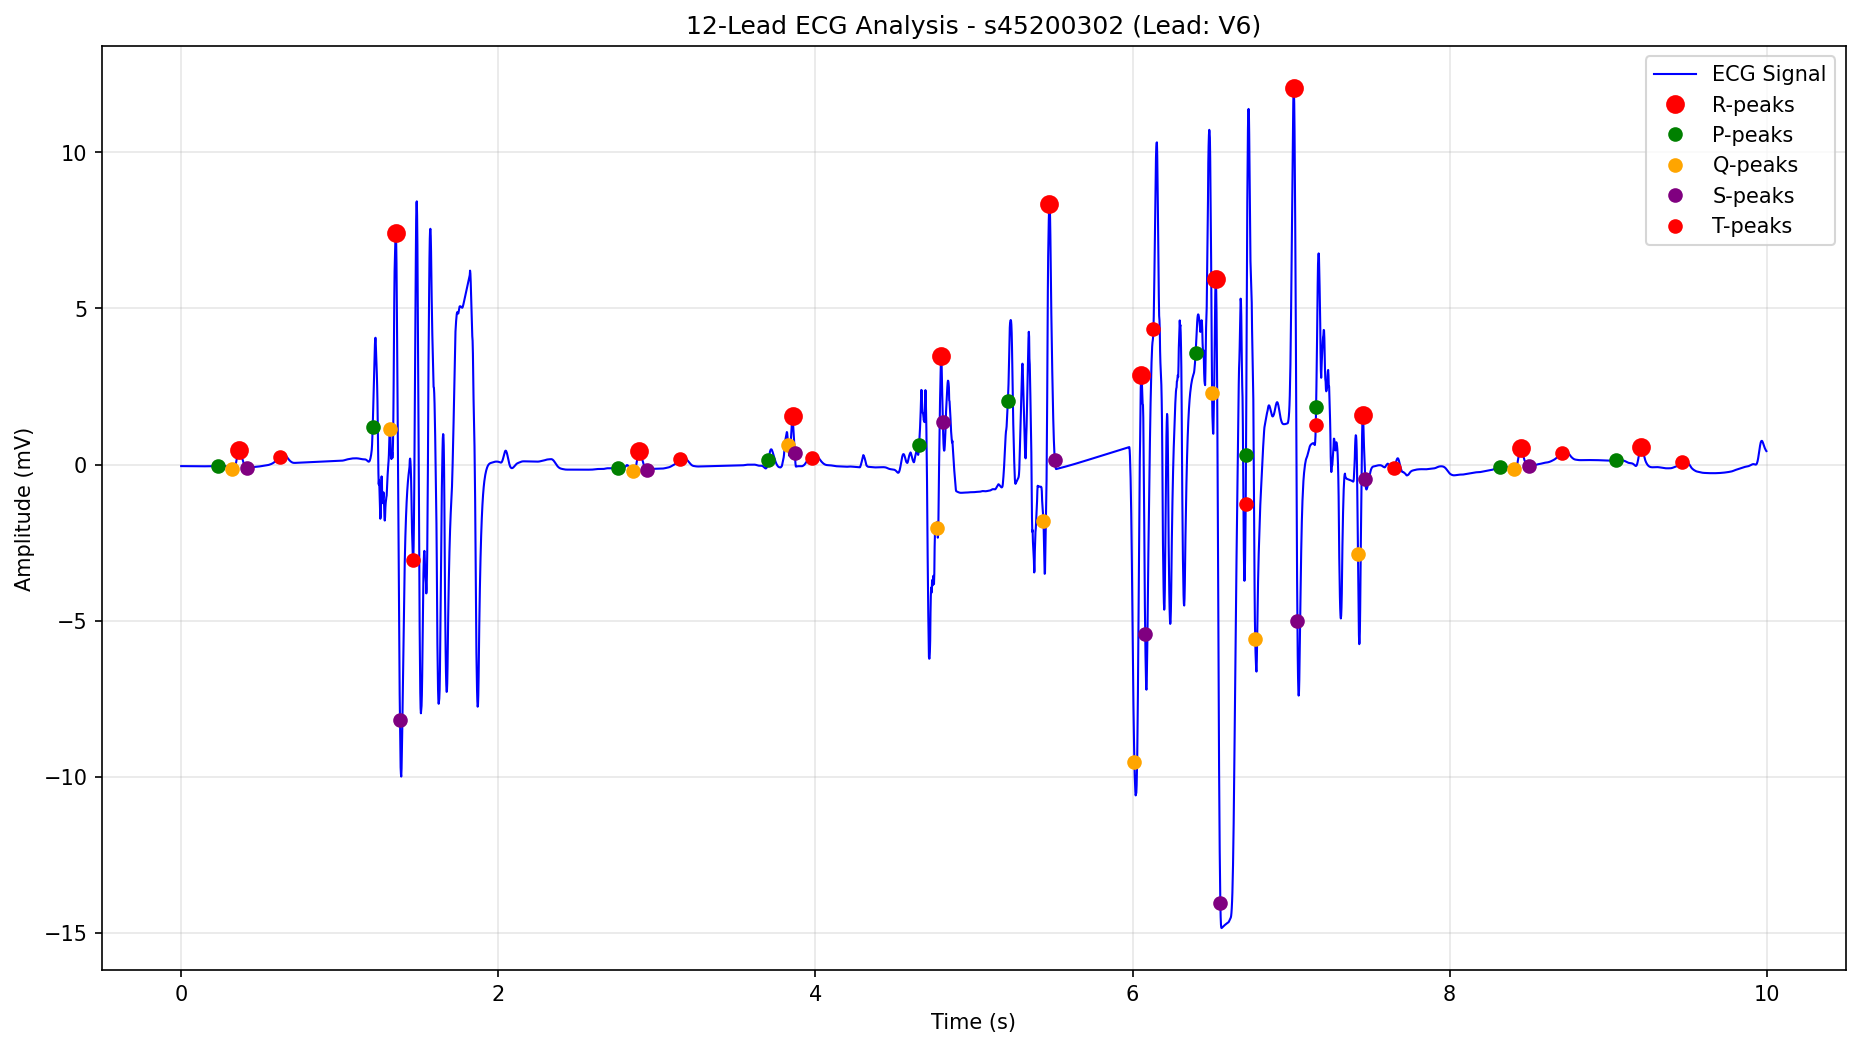 12-Lead ECG Analysis - s45200302 (Lead: V6)
ECG Signal
R-peaks
P-peaks
Q-peaks
S-peaks
T-peaks
Amplitude (mV)
10
5
0
−5
−10
−15
0 2 4 6 8 10
Time (s)